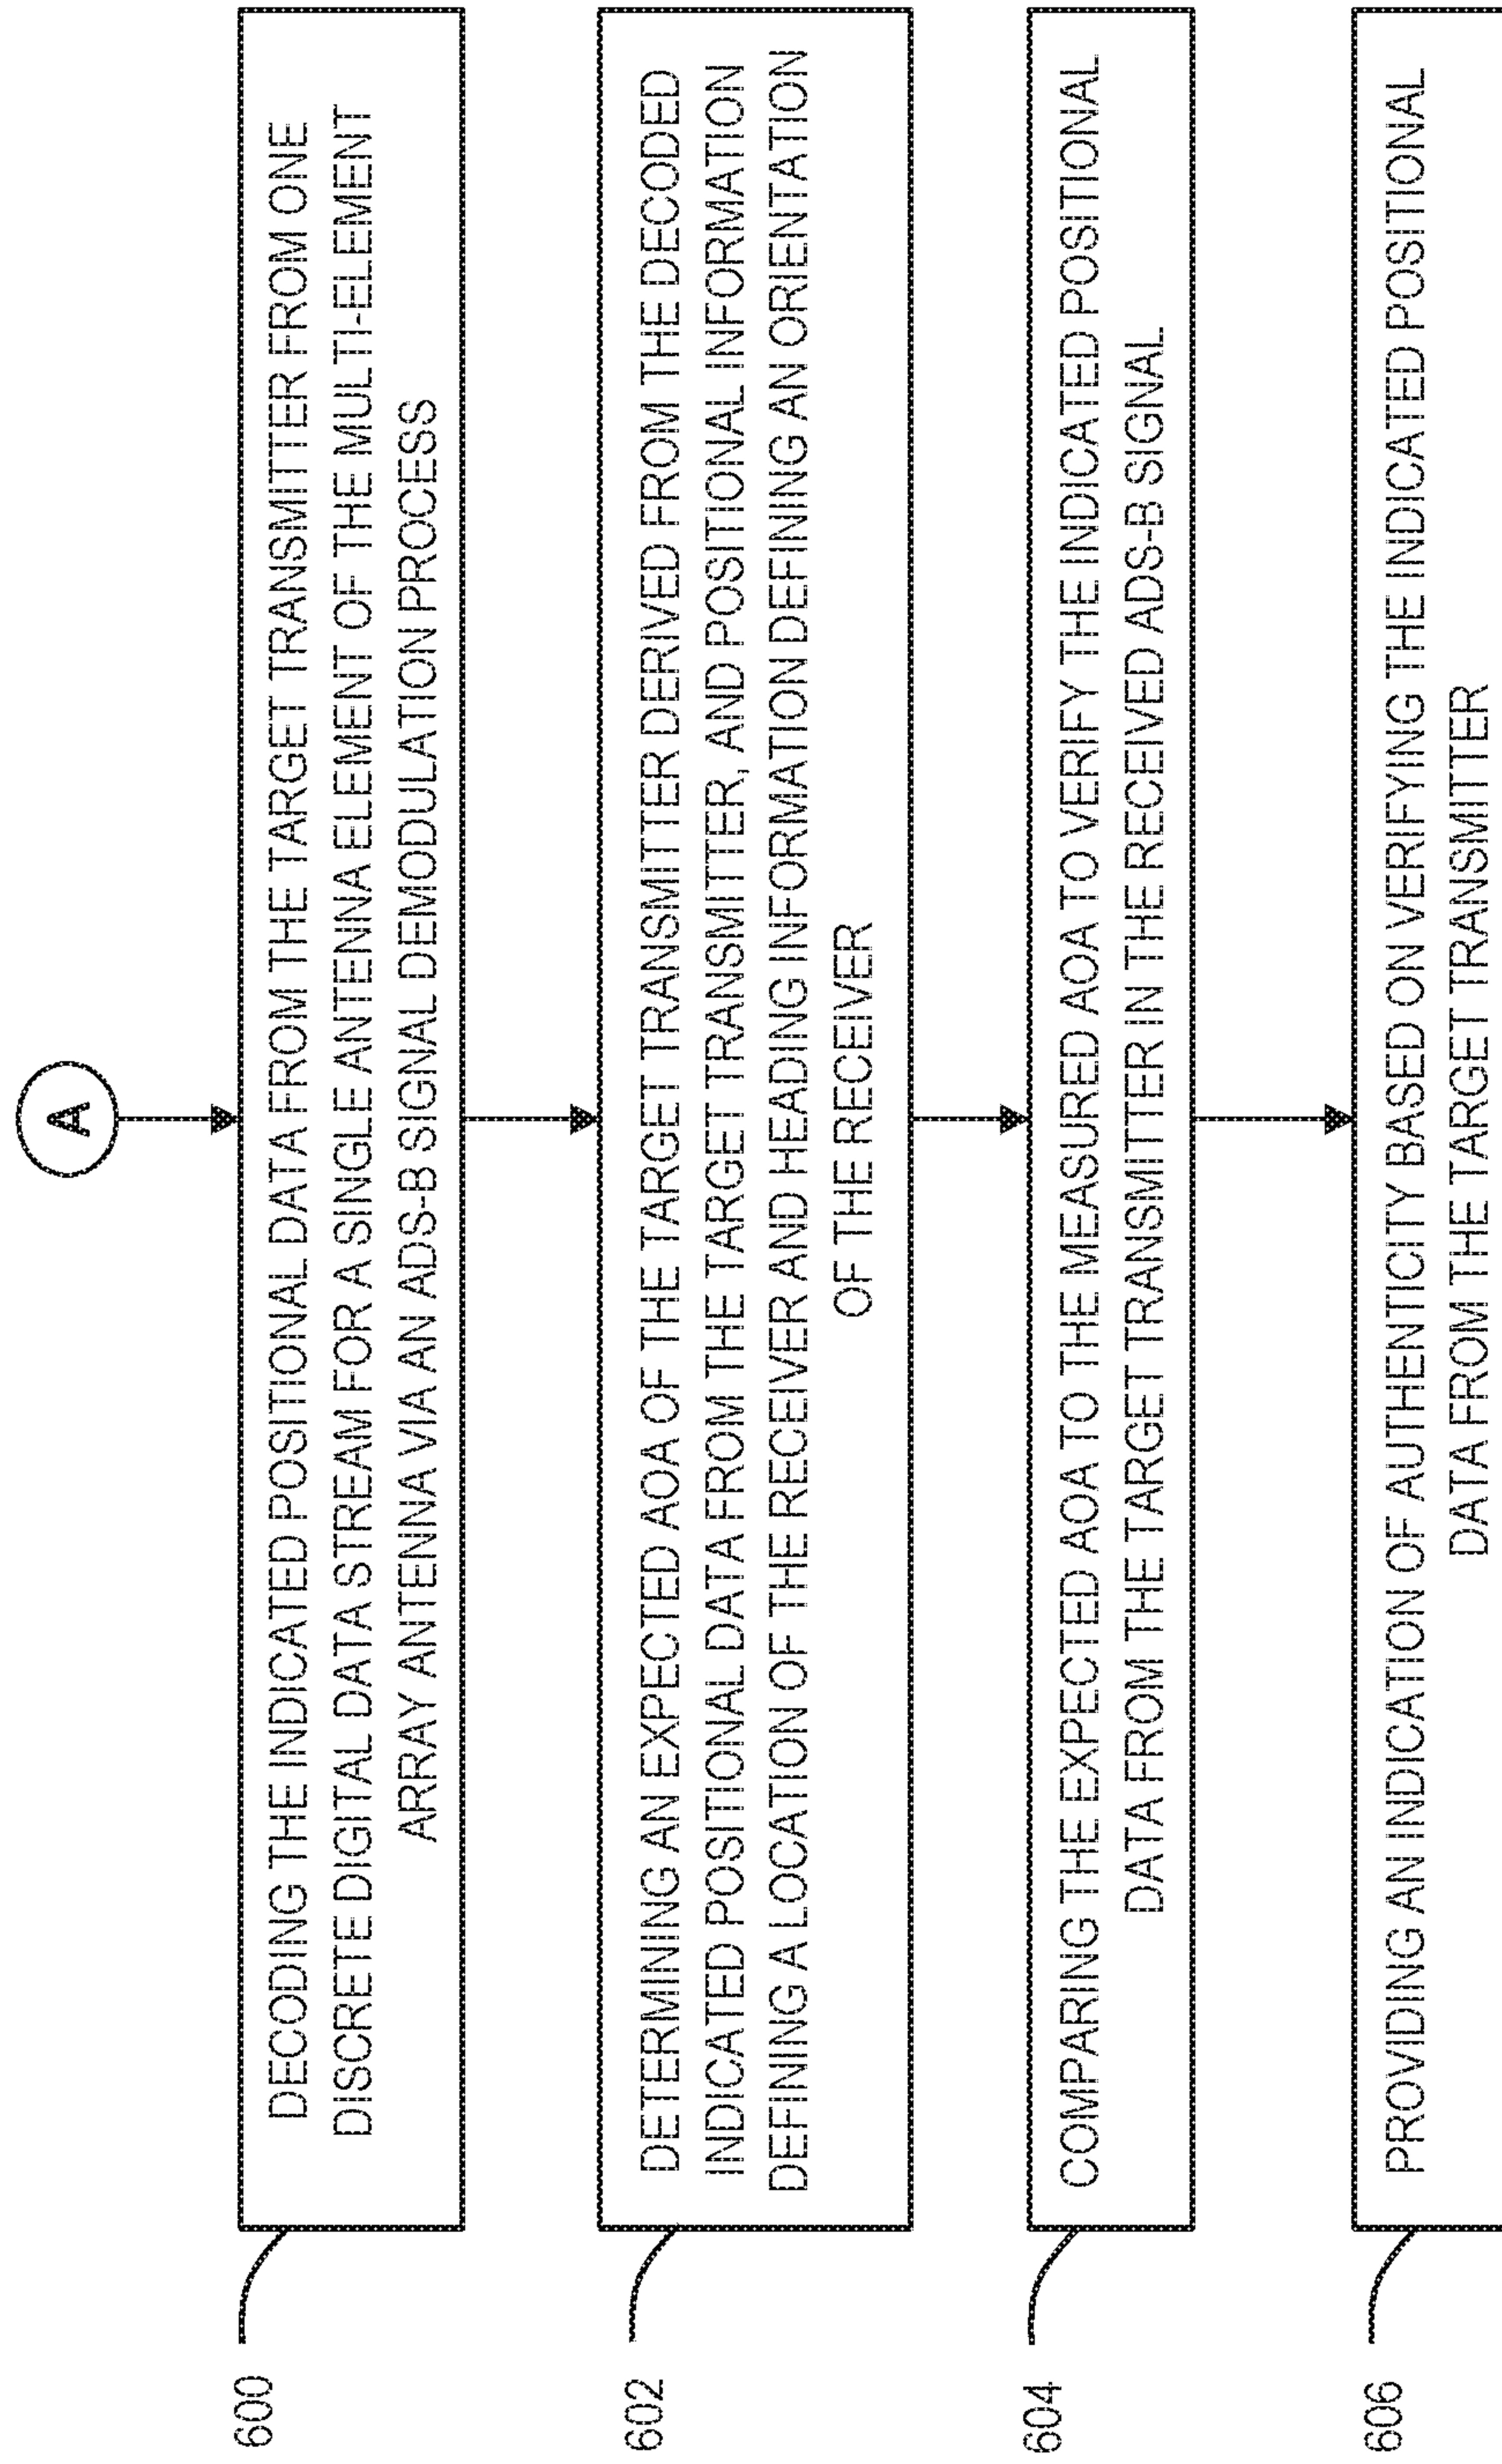 A
600
DECODING THE INDICATED POSITIONAL DATA FROM THE TARGET TRANSMITTER FROM ONE
DISCRETE DIGITAL DATA STREAM FOR A SINGLE ANTENNA ELEMENT OF THE MULTI-ELEMENT
ARRAY ANTENNA VIA AN ADS-B SIGNAL DEMODULATION PROCESS
602
DETERMINING AN EXPECTED AOA OF THE TARGET TRANSMITTER DERIVED FROM THE DECODED
INDICATED POSITIONAL DATA FROM THE TARGET TRANSMITTER, AND POSITIONAL INFORMATION
DEFINING A LOCATION OF THE RECEIVER AND HEADING INFORMATION DEFINING AN ORIENTATION
OF THE RECEIVER
604
COMPARING THE EXPECTED AOA TO THE MEASURED AOA TO VERIFY THE INDICATED POSITIONAL
DATA FROM THE TARGET TRANSMITTER IN THE RECEIVED ADS-B SIGNAL
606
PROVIDING AN INDICATION OF AUTHENTICITY BASED ON VERIFYING THE INDICATED POSITIONAL
DATA FROM THE TARGET TRANSMITTER